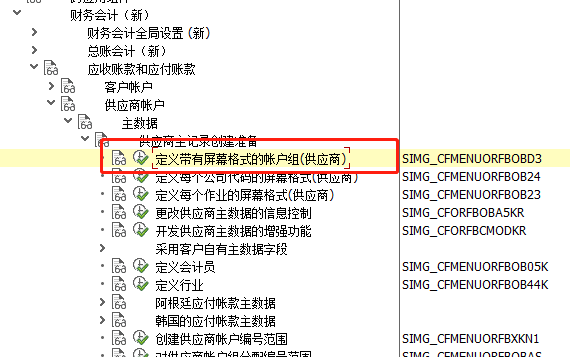 财务会计（新）
财务会计全局设置 (新)
总账会计（新）
应收账款和应付账款
客户帐户
供应商帐户
主数据
供应商主记录创建准备
定义带有屏幕格式的帐户组(供应商) SIMG_CFMENUORFBOBD3
定义每个公司代码的屏幕格式(供应商) SIMG_CFMENUORFBOB24
定义每个作业的屏幕格式(供应商) SIMG_CFMENUORFBOB23
更改供应商主数据的信息控制 SIMG_CFORFBOBA5KR
开发供应商主数据的增强功能 SIMG_CFORFBCMODKR
采用客户自有主数据字段
定义会计员 SIMG_CFMENUORFBOB05K
定义行业 SIMG_CFMENUORFBOB44K
阿根廷应付帐款主数据
韩国的应付帐款主数据
创建供应商帐户编号范围 SIMG_CFMENUORFBXKN1